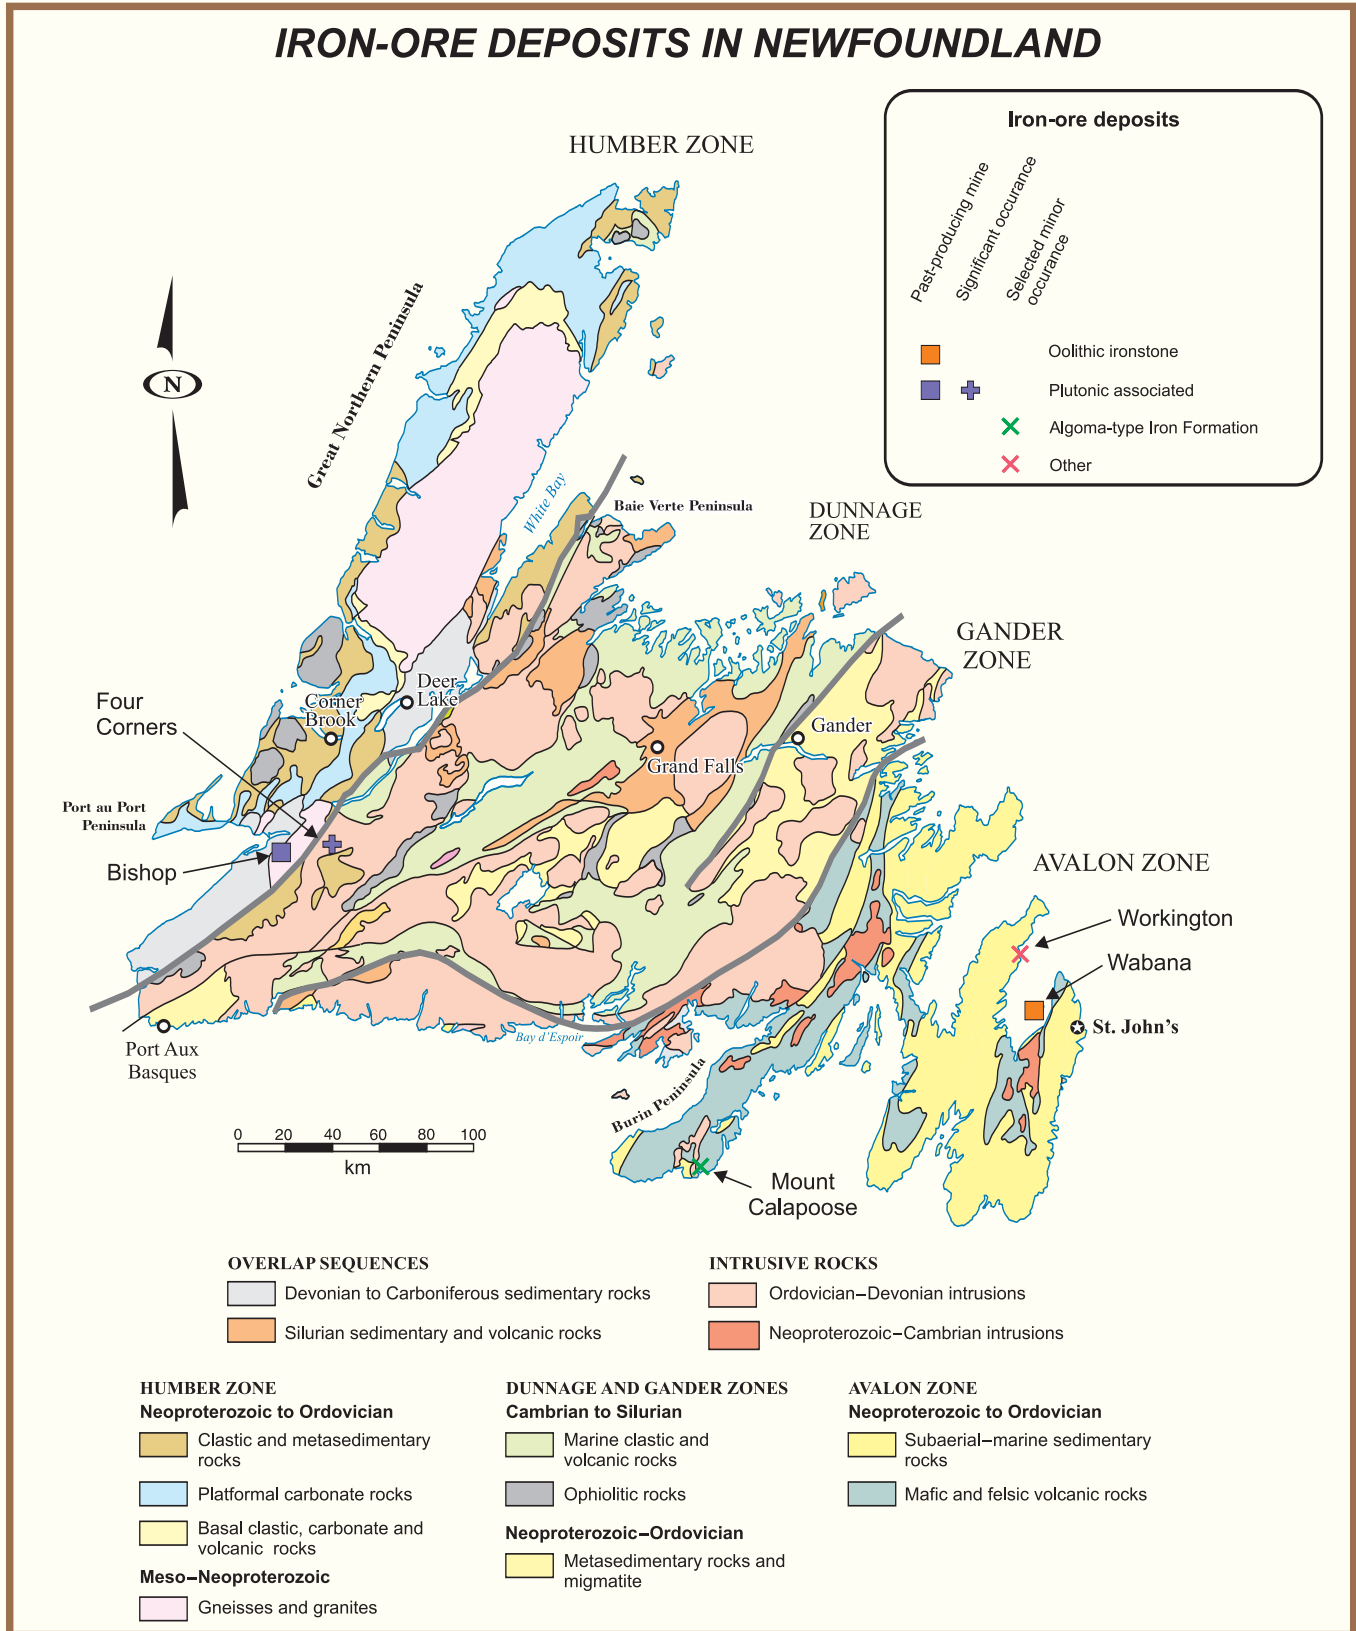 IRON-ORE DEPOSITS IN NEWFOUNDLAND
Iron-ore deposits
Past-producing mine
Significant occurance
Selected minor
occurance
Oolithic ironstone
Plutonic associated
Algoma-type Iron Formation
Other
HUMBER ZONE
Great Northern Peninsula
N
White Bay
Baie Verte Peninsula
DUNNAGE
ZONE
GANDER
ZONE
Four
Corners
Corner
Brook
Deer
Lake
Gander
Grand Falls
Port au Port
Peninsula
Bishop
AVALON ZONE
Workington
Wabana
St. John's
Port Aux
Basques
Bay d'Espoir
Burin Peninsula
Mount
Calapoose
0 20 40 60 80 100
km
OVERLAP SEQUENCES
Devonian to Carboniferous sedimentary rocks
Silurian sedimentary and volcanic rocks
INTRUSIVE ROCKS
Ordovician–Devonian intrusions
Neoproterozoic–Cambrian intrusions
HUMBER ZONE
Neoproterozoic to Ordovician
Clastic and metasedimentary
rocks
Platformal carbonate rocks
Basal clastic, carbonate and
volcanic rocks
Meso–Neoproterozoic
Gneisses and granites
DUNNAGE AND GANDER ZONES
Cambrian to Silurian
Marine clastic and
volcanic rocks
Ophiolitic rocks
Neoproterozoic–Ordovician
Metasedimentary rocks and
migmatite
AVALON ZONE
Neoproterozoic to Ordovician
Subaerial–marine sedimentary
rocks
Mafic and felsic volcanic rocks